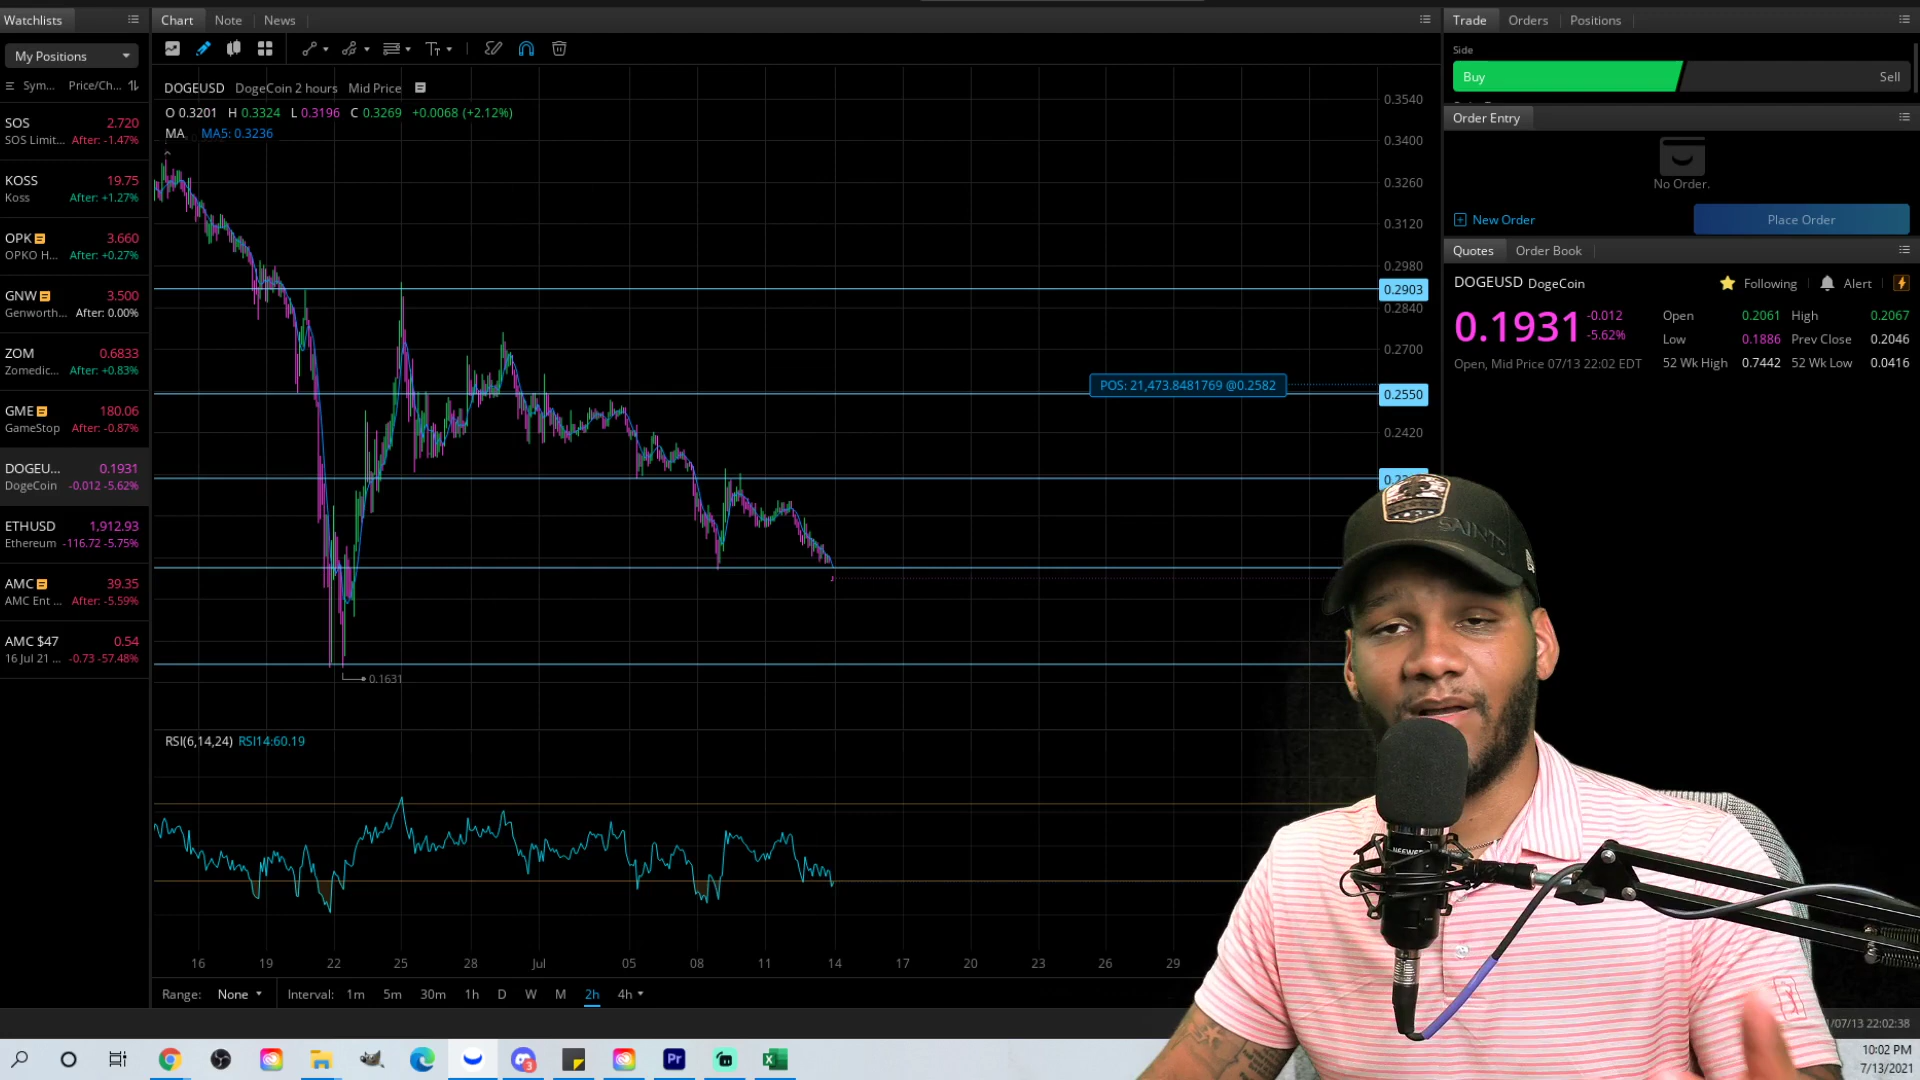 Watchlists
My Positions
Sym... Price/Ch...
SOS 2.720
SOS Limit... After: -1.47%
KOSS 19.75
Koss After: +1.27%
OPK 3.660
OPKO H... After: +0.27%
GNW 3.500
Genworth... After: 0.00%
ZOM 0.6833
Zomedic... After: +0.83%
GME 180.06
GameStop After: -0.87%
DOGEU... 0.1931
DogeCoin -0.012 -5.62%
ETHUSD 1,912.93
Ethereum -116.72 -5.75%
AMC 39.35
AMC Ent ... After: -5.59%
AMC $47 0.54
16 Jul 21 ... -0.73 -57.48%
Chart Note News
DOGEUSD DogeCoin 2 hours Mid Price
O 0.3201 H 0.3324 L 0.3196 C 0.3269 +0.0068 (+2.12%)
MA MA5: 0.3236
0.3540
0.3400
0.3260
0.3120
0.2980
0.2903
0.2840
0.2700
POS: 21,473.8481769 @0.2582
0.2550
0.2420
0.1631
RSI(6,14,24) RSI14:60.19
16 19 22 25 28 Jul 05 08 11 14 17 20 23 26 29
Range: None Interval: 1m 5m 30m 1h D W M 2h 4h
Trade Orders Positions
Side
Buy Sell
Order Entry
No Order.
New Order Place Order
Quotes Order Book
DOGEUSD DogeCoin Following Alert
0.1931 -0.012 -5.62%
Open 0.2061 High 0.2067
Low 0.1886 Prev Close 0.2046
Open, Mid Price 07/13 22:02 EDT 52 Wk High 0.7442 52 Wk Low 0.0416
SAINTS
NEEWER
/07/13 22:02:38
3
Pr
10:02 PM
7/13/2021